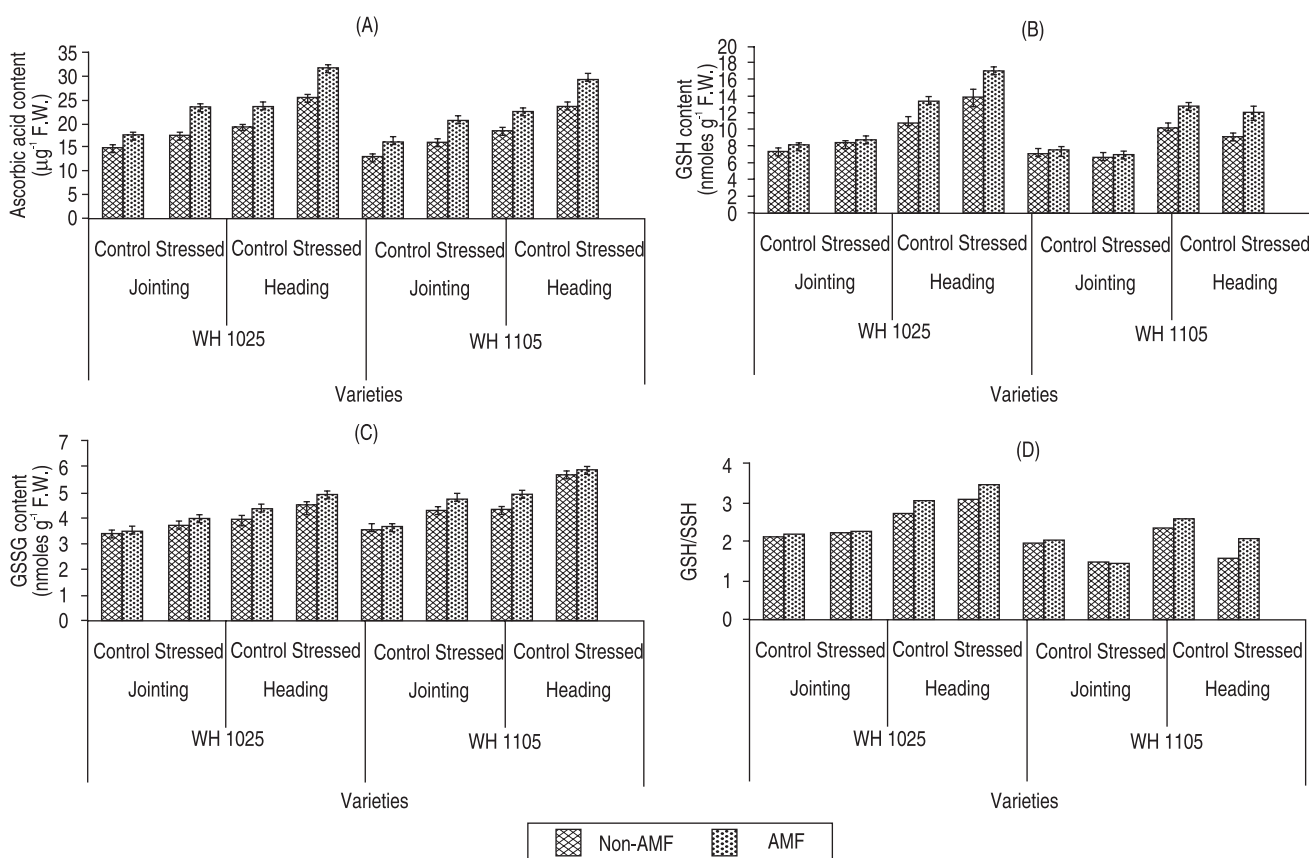 (A)
Ascorbic acid content
(µg⁻¹ F.W.)
35
30
25
20
15
10
5
0
Control Stressed Control Stressed Control Stressed Control Stressed
Jointing Heading Jointing Heading
WH 1025 WH 1105
Varieties
(B)
GSH content
(nmoles g⁻¹ F.W.)
20
18
16
14
12
10
8
6
4
2
0
Control Stressed Control Stressed Control Stressed Control Stressed
Jointing Heading Jointing Heading
WH 1025 WH 1105
Varieties
(C)
GSSG content
(nmoles g⁻¹ F.W.)
7
6
5
4
3
2
1
0
Control Stressed Control Stressed Control Stressed Control Stressed
Jointing Heading Jointing Heading
WH 1025 WH 1105
Varieties
(D)
GSH/SSH
4
3
2
1
0
Control Stressed Control Stressed Control Stressed Control Stressed
Jointing Heading Jointing Heading
WH 1025 WH 1105
Varieties
Non-AMF AMF